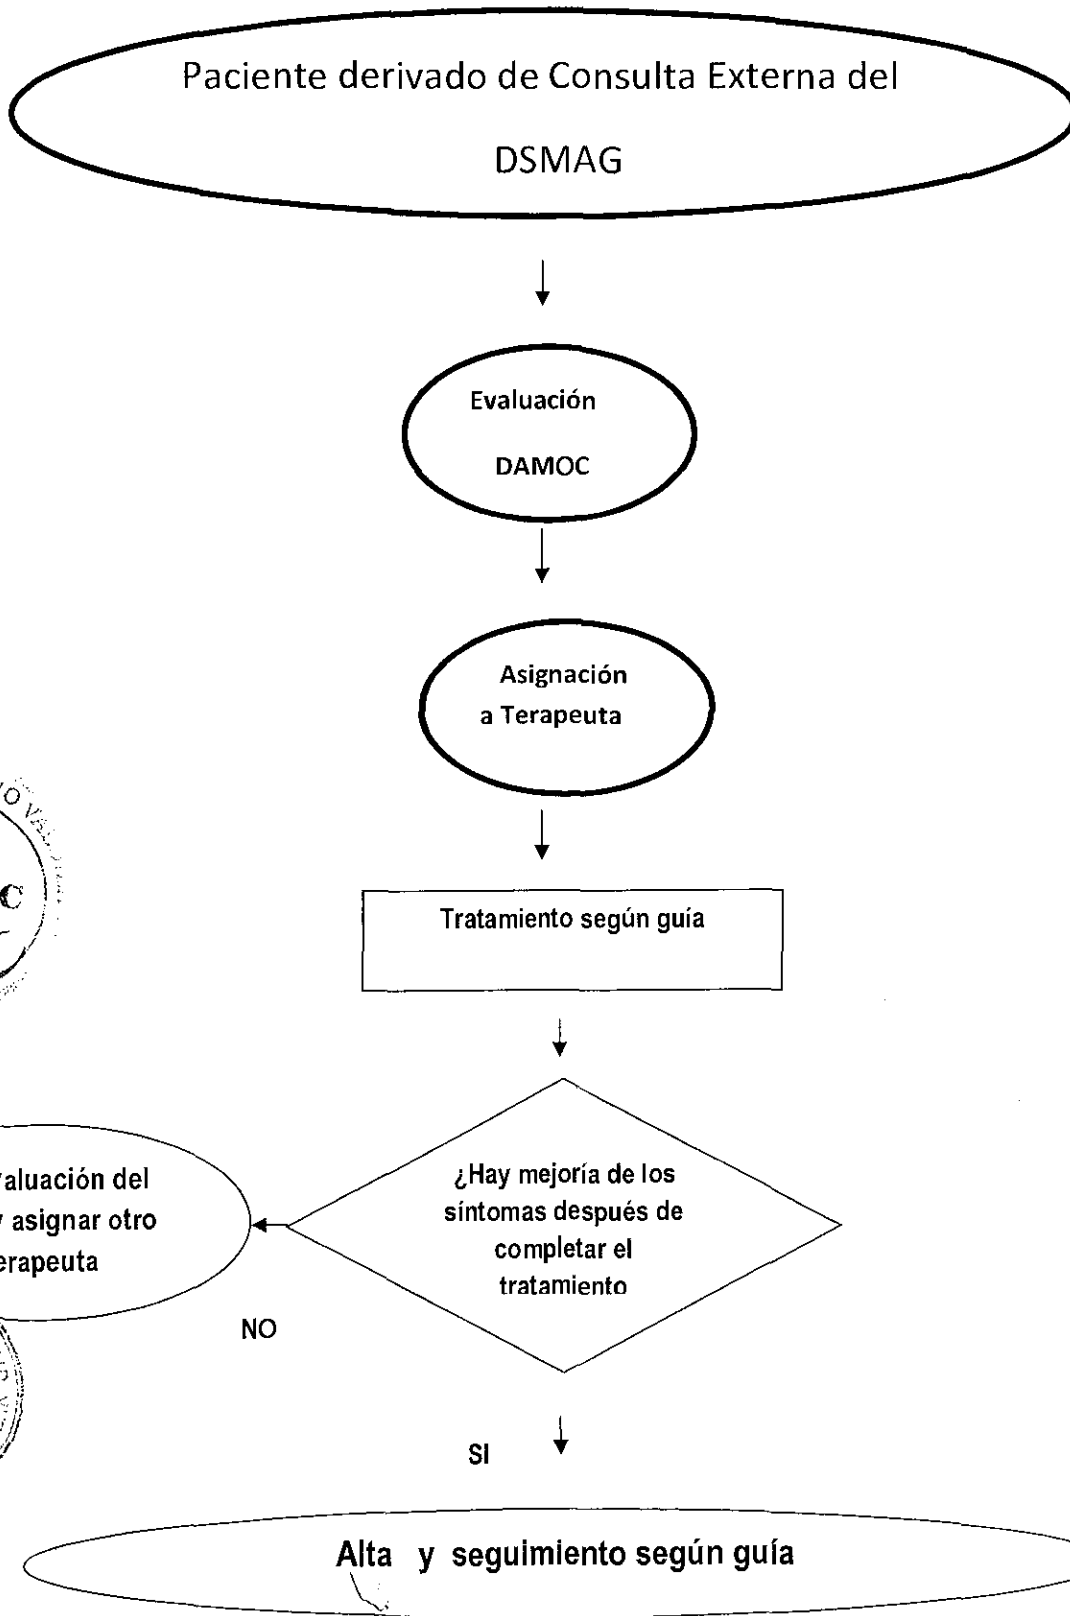 Paciente derivado de Consulta Externa del
DSMAG
Evaluación
DAMOC
Asignación
a Terapeuta
Tratamiento según guía
¿Hay mejoría de los
síntomas después de
completar el
tratamiento
aluación del
asignar otro
erapeuta
NO
SI
Alta y seguimiento según guía